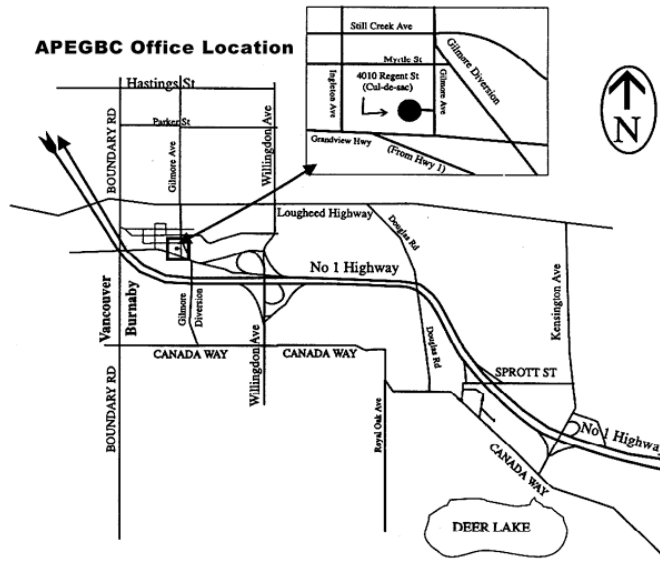 APEGBC Office Location
Still Creek Ave
Myrtle St
Gilmore Diversion
Ingleton Ave
4010 Regent St
(Cul-de-sac)
Gilmore Ave
Grandview Hwy
(From Hwy 1)
N
Hastings St
Parker St
BOUNDARY RD
Gilmore Ave
Willingdon Ave
Lougheed Highway
Douglas Rd
No 1 Highway
Kensington Ave
Vancouver
Burnaby
Gilmore
Diversion
Willingdon Ave
Douglas Rd
CANADA WAY
CANADA WAY
SPROTT ST
BOUNDARY RD
Royal Oak Ave
No 1 Highway
CANADA WAY
DEER LAKE